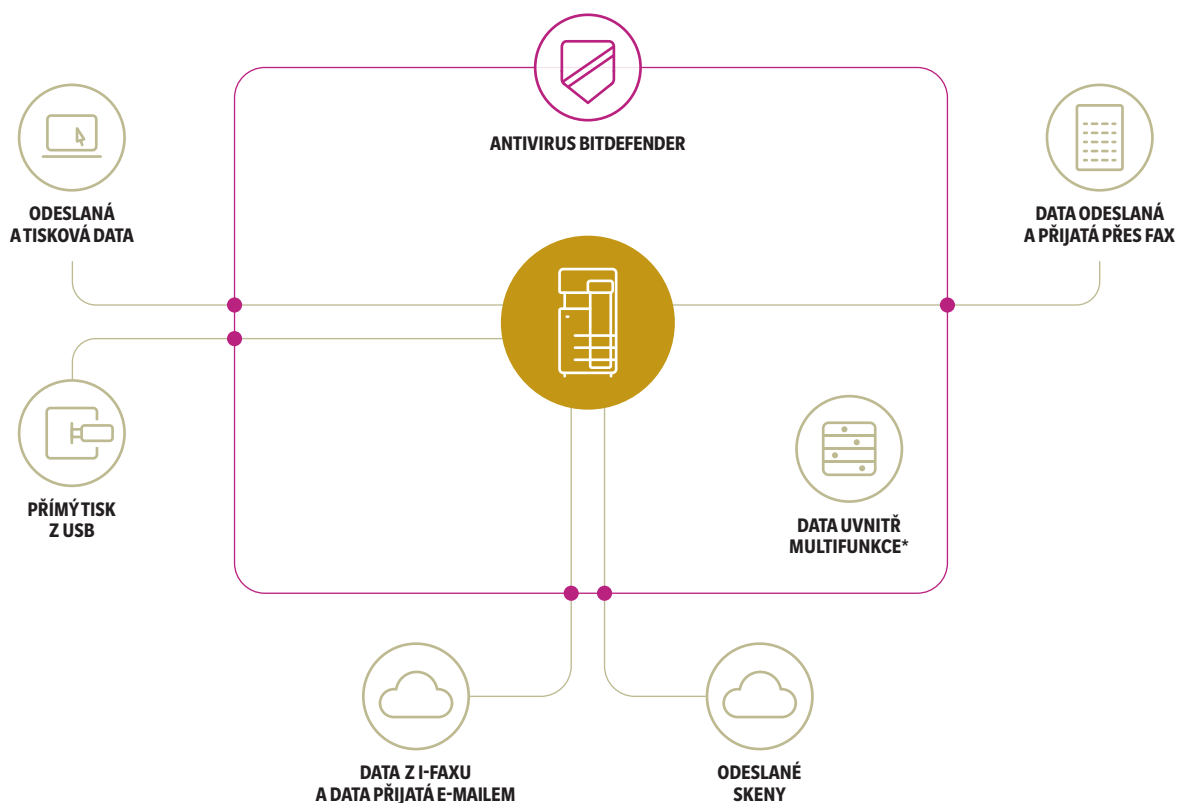 ANTIVIRUS BITDEFENDER
ODESLANÁ
A TISKOVÁ DATA
DATA ODESLANÁ
A PŘIJATÁ PŘES FAX
PŘÍMÝ TISK
Z USB
DATA UVNITŘ
MULTIFUNKCE*
DATA Z I-FAXU
A DATA PŘIJATÁ E-MAILEM
ODESLANÉ
SKENY